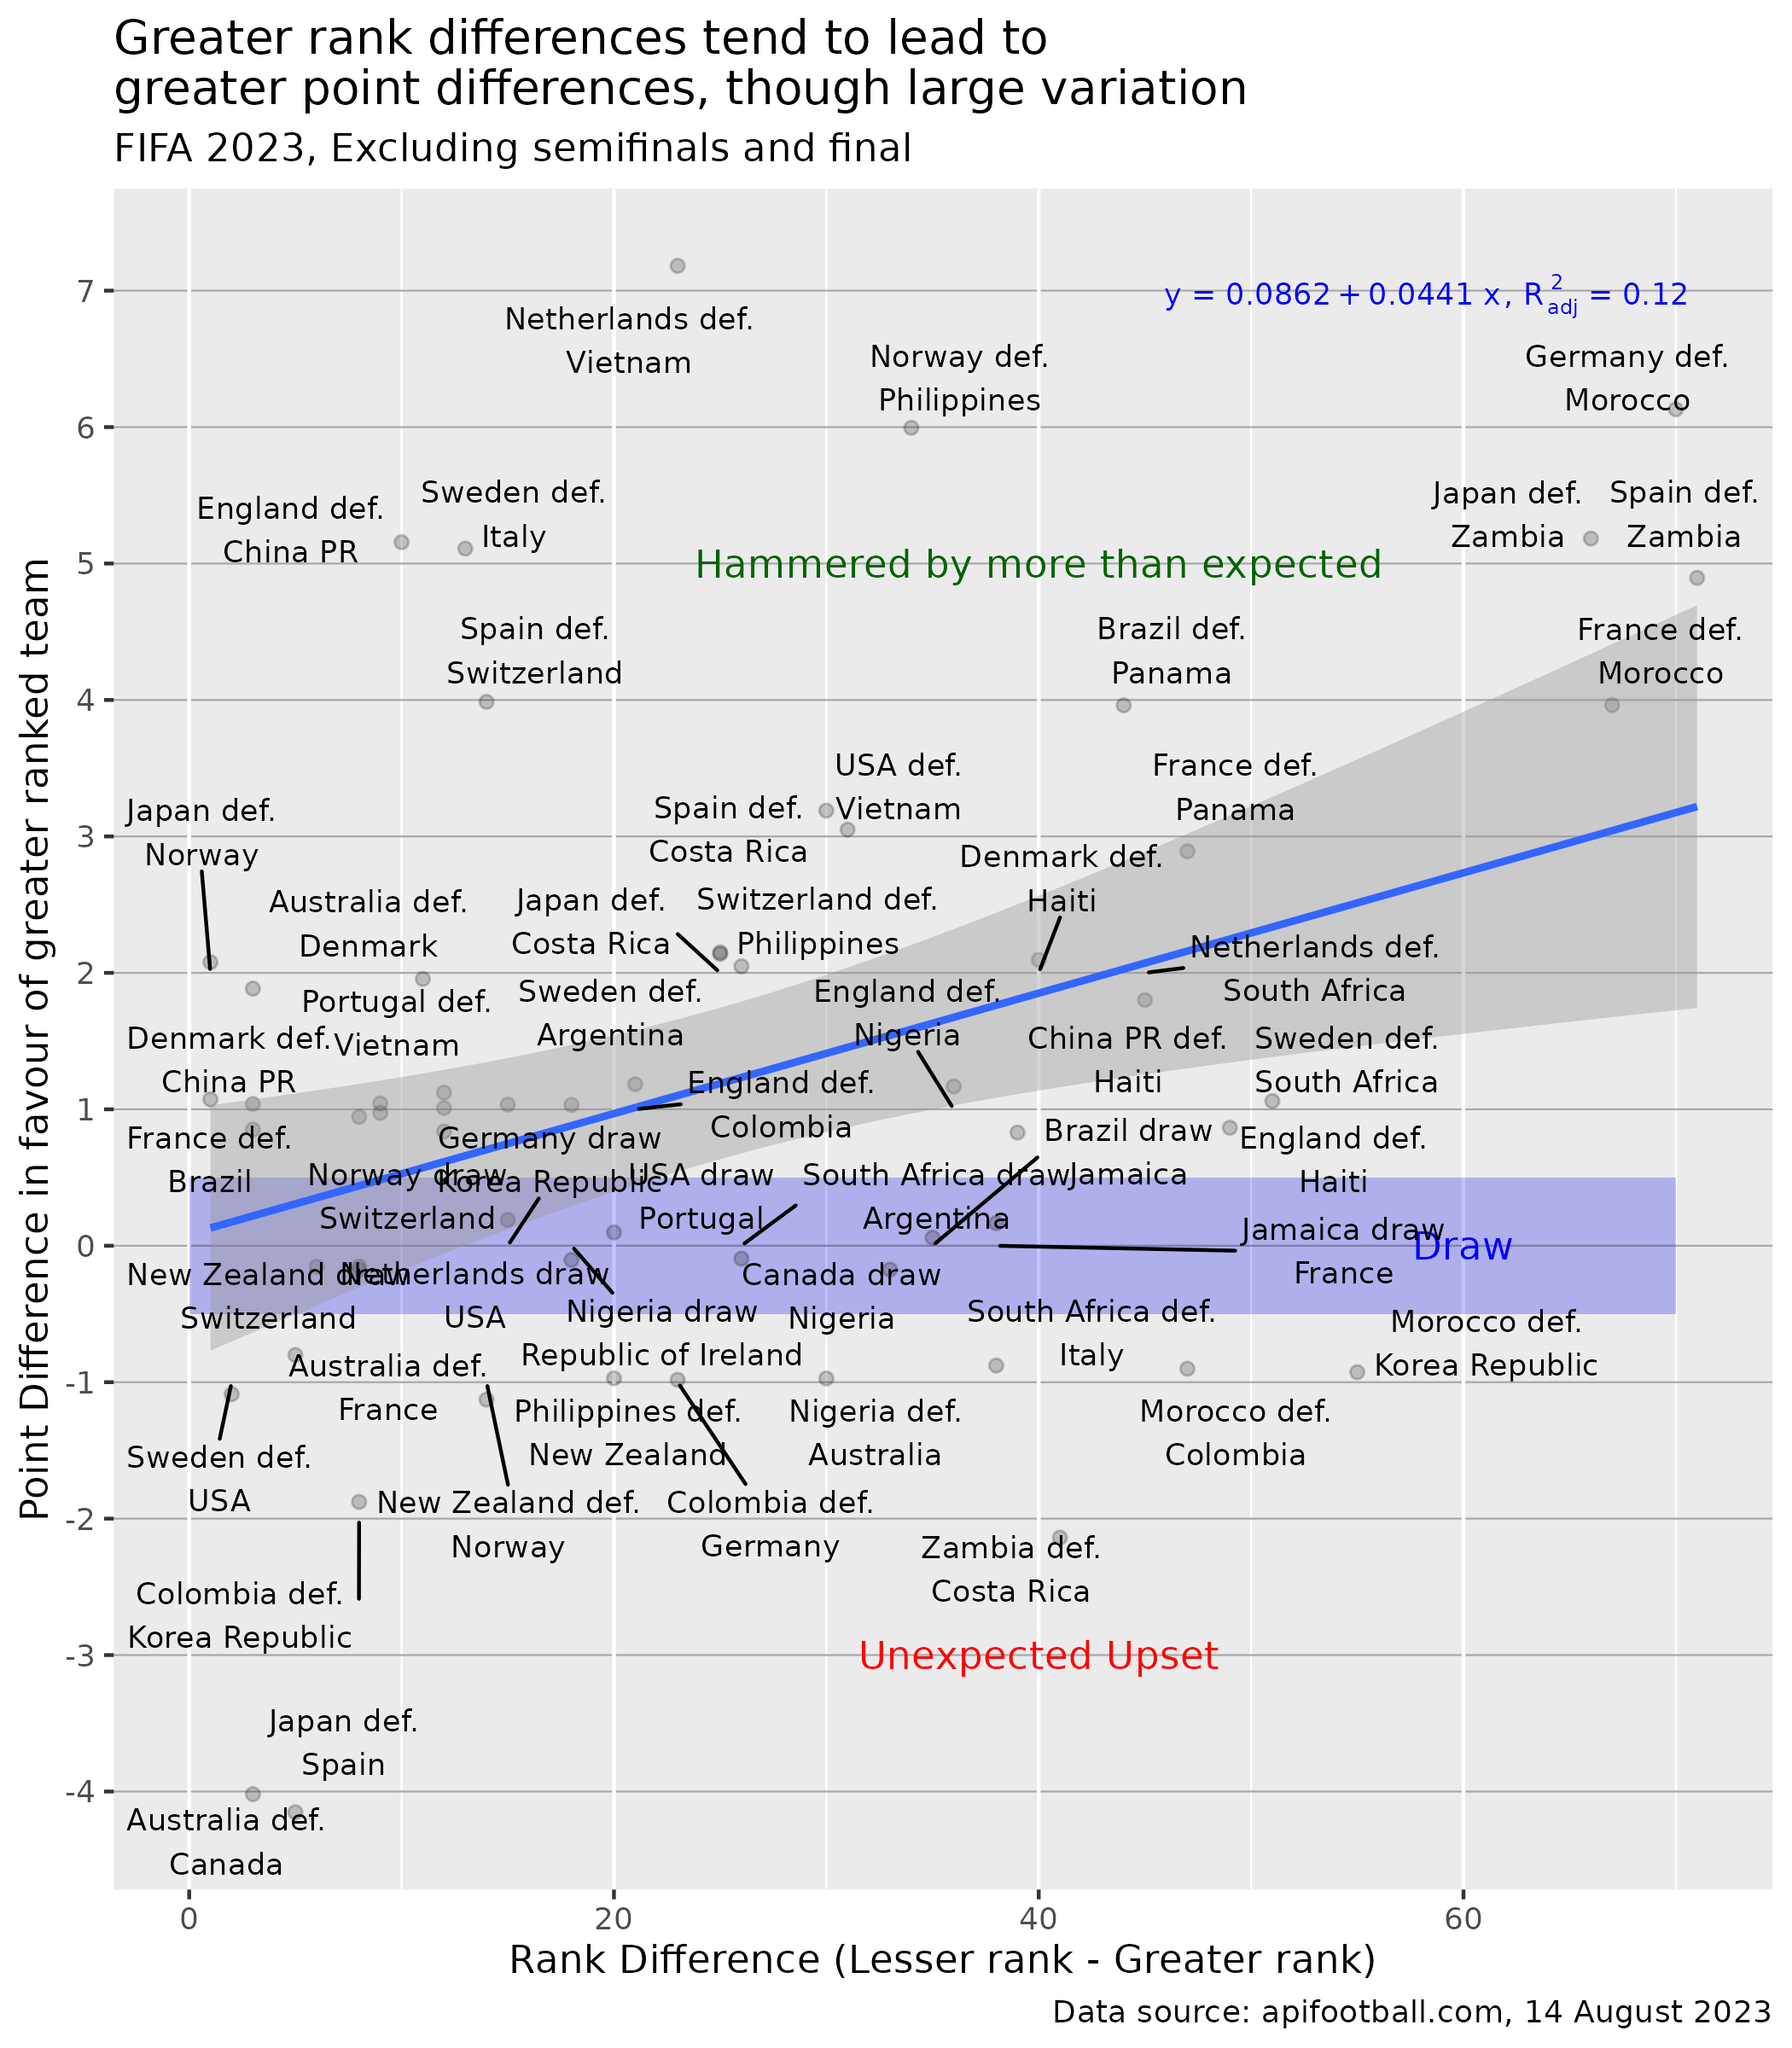 Greater rank differences tend to lead to
greater point differences, though large variation
FIFA 2023, Excluding semifinals and final
Point Difference in favour of greater ranked team
7
6
5
4
3
2
1
0
-1
-2
-3
-4
y = 0.0862 + 0.0441 x, R²adj = 0.12
Netherlands def.
Vietnam
Norway def.
Philippines
Germany def.
Morocco
England def.
China PR
Sweden def.
Italy
Japan def.
Zambia
Spain def.
Zambia
Hammered by more than expected
Spain def.
Switzerland
Brazil def.
Panama
France def.
Morocco
Japan def.
Norway
Spain def.
Costa Rica
USA def.
Vietnam
France def.
Panama
Denmark def.
Haiti
Australia def.
Denmark
Japan def.
Costa Rica
Switzerland def.
Philippines
Netherlands def.
South Africa
Portugal def.
Vietnam
Sweden def.
Argentina
England def.
Nigeria
Denmark def.
China PR
China PR def.
Haiti
Sweden def.
South Africa
England def.
Colombia
France def.
Brazil
Germany draw
Korea Republic
Brazil draw
Jamaica
England def.
Haiti
Norway draw
Switzerland
USA draw
Portugal
South Africa draw
Argentina
Jamaica draw
France
Draw
New Zealand draw
Switzerland
Netherlands draw
USA
Canada draw
Nigeria
Nigeria draw
Republic of Ireland
South Africa def.
Italy
Morocco def.
Korea Republic
Australia def.
France
Philippines def.
New Zealand
Nigeria def.
Australia
Morocco def.
Colombia
Sweden def.
USA
New Zealand def.
Norway
Colombia def.
Germany
Zambia def.
Costa Rica
Colombia def.
Korea Republic
Unexpected Upset
Japan def.
Spain
Australia def.
Canada
0
20
40
60
Rank Difference (Lesser rank - Greater rank)
Data source: apifootball.com, 14 August 2023